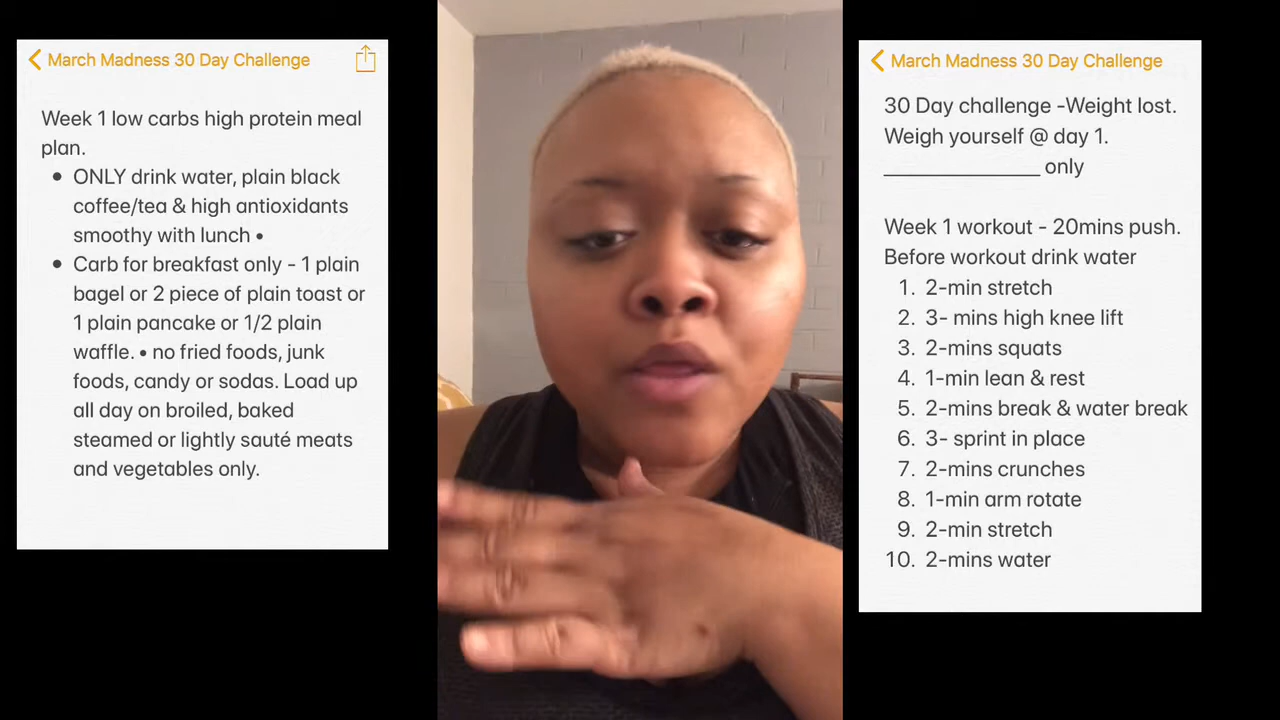 March Madness 30 Day Challenge
Week 1 low carbs high protein meal
plan.
• ONLY drink water, plain black
coffee/tea & high antioxidants
smoothy with lunch •
• Carb for breakfast only - 1 plain
bagel or 2 piece of plain toast or
1 plain pancake or 1/2 plain
waffle. • no fried foods, junk
foods, candy or sodas. Load up
all day on broiled, baked
steamed or lightly sauté meats
and vegetables only.
March Madness 30 Day Challenge
30 Day challenge -Weight lost.
Weigh yourself @ day 1.
_______________ only
Week 1 workout - 20mins push.
Before workout drink water
1. 2-min stretch
2. 3- mins high knee lift
3. 2-mins squats
4. 1-min lean & rest
5. 2-mins break & water break
6. 3- sprint in place
7. 2-mins crunches
8. 1-min arm rotate
9. 2-min stretch
10. 2-mins water